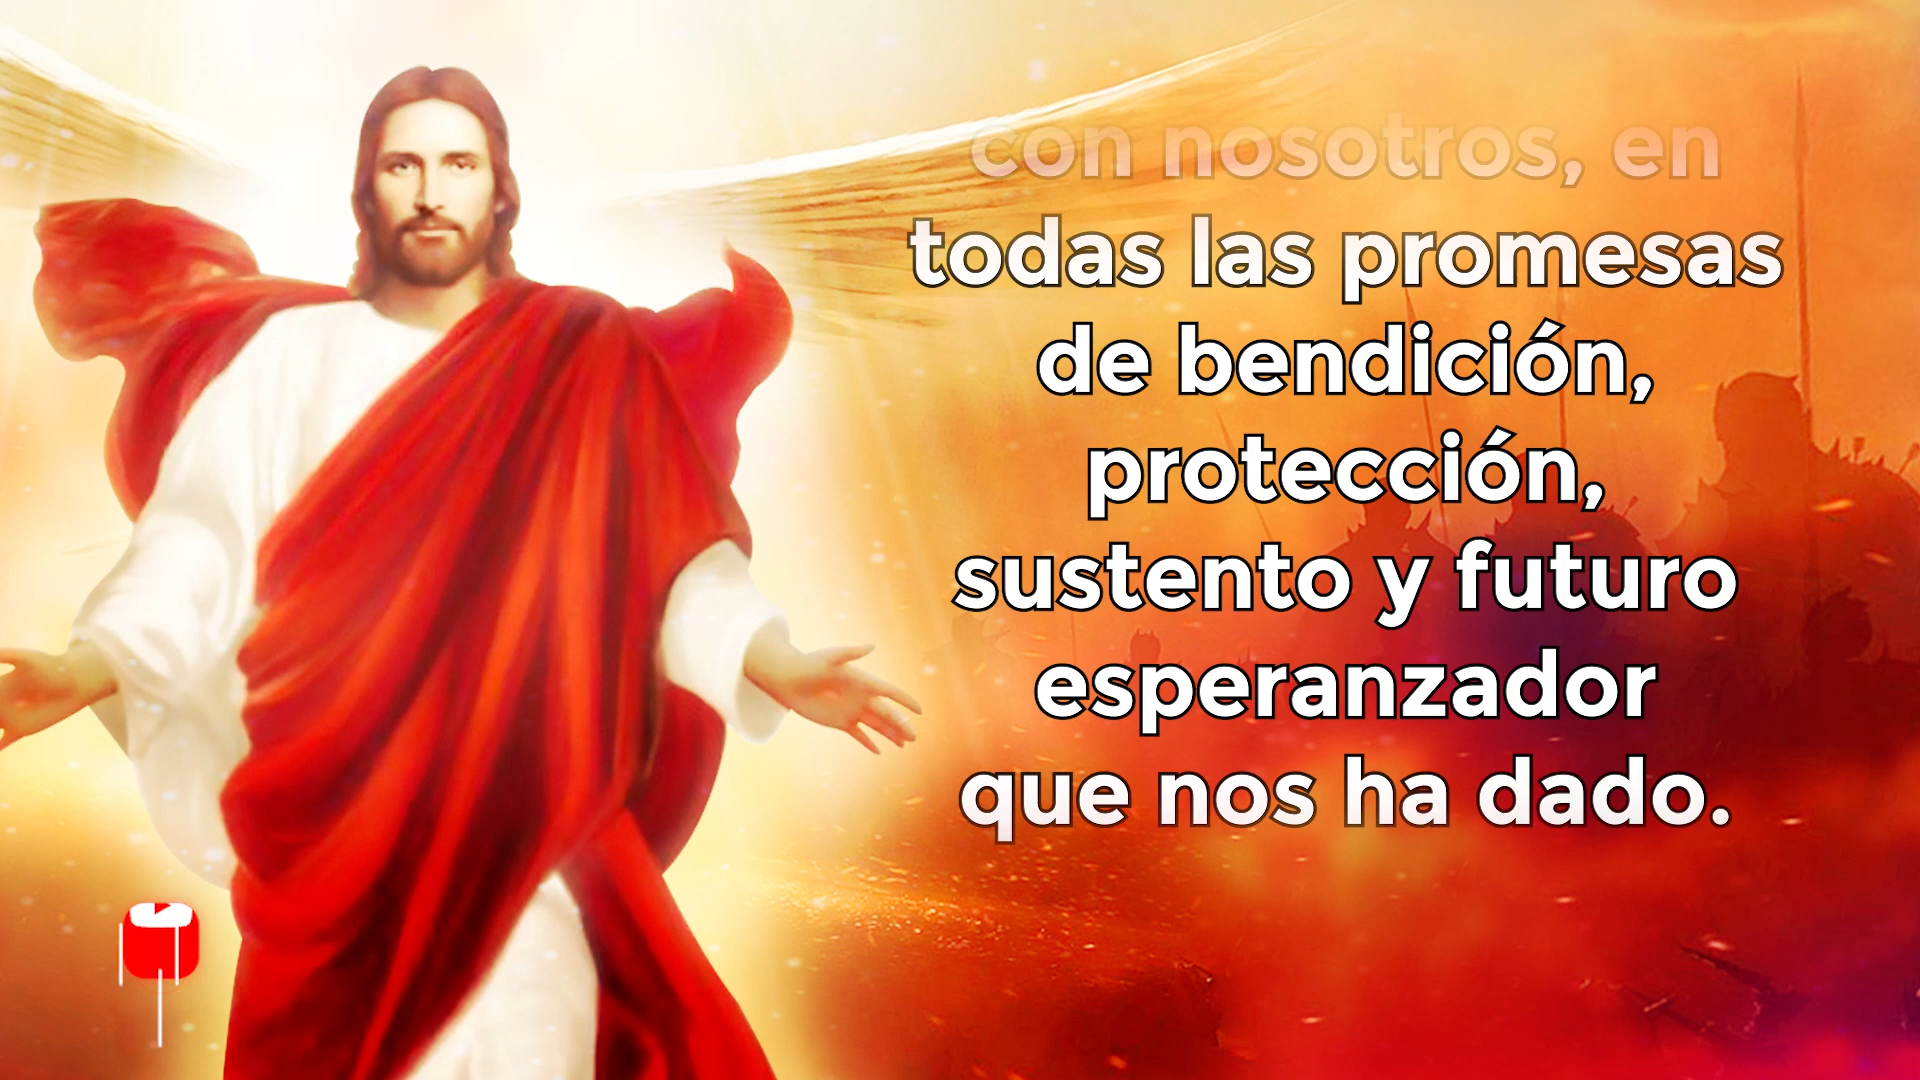 con nosotros, en
todas las promesas
de bendición,
protección,
sustento y futuro
esperanzador
que nos ha dado.